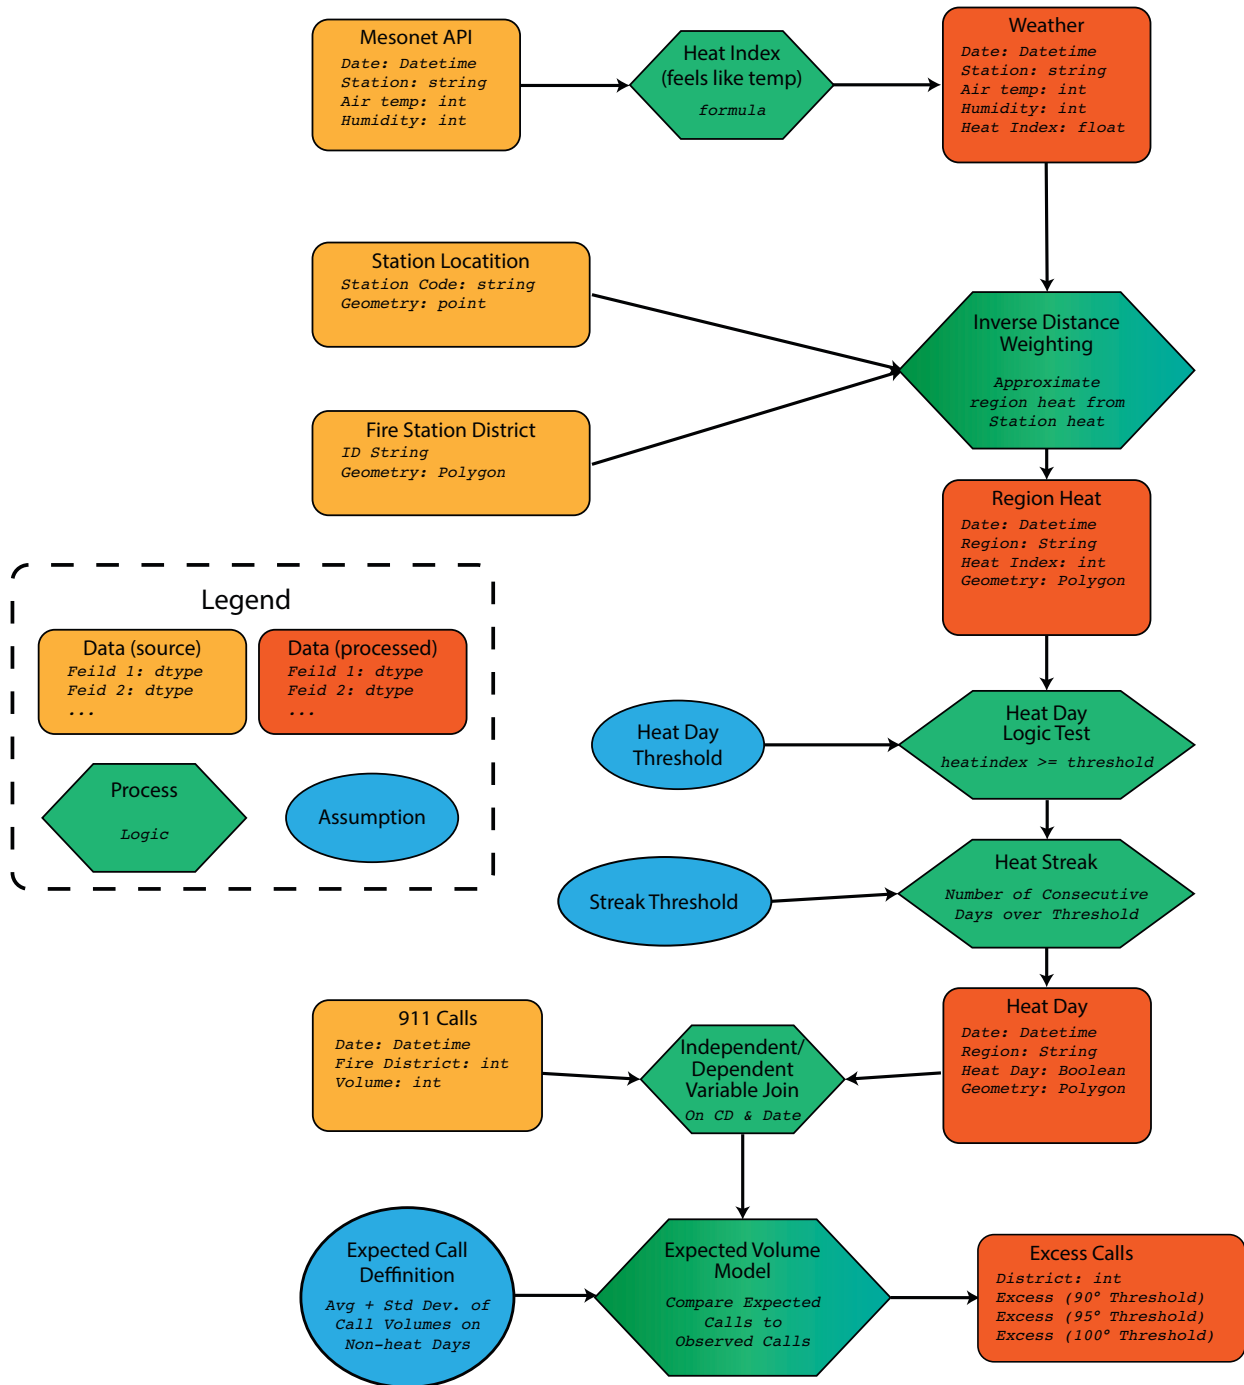 Mesonet API
Date: Datetime
Station: string
Air temp: int
Humidity: int
Heat Index
(feels like temp)
formula
Weather
Date: Datetime
Station: string
Air temp: int
Humidity: int
Heat Index: float
Station Locatition
Station Code: string
Geometry: point
Inverse Distance
Weighting
Approximate
region heat from
Station heat
Fire Station District
ID String
Geometry: Polygon
Region Heat
Date: Datetime
Region: String
Heat Index: int
Geometry: Polygon
Legend
Data (source)
Feild 1: dtype
Feid 2: dtype
...
Data (processed)
Feild 1: dtype
Feid 2: dtype
...
Process
Logic
Assumption
Heat Day
Threshold
Heat Day
Logic Test
heatindex >= threshold
Streak Threshold
Heat Streak
Number of Consecutive
Days over Threshold
911 Calls
Date: Datetime
Fire District: int
Volume: int
Independent/
Dependent
Variable Join
On CD & Date
Heat Day
Date: Datetime
Region: String
Heat Day: Boolean
Geometry: Polygon
Expected Call
Deffinition
Avg + Std Dev. of
Call Volumes on
Non-heat Days
Expected Volume
Model
Compare Expected
Calls to
Observed Calls
Excess Calls
District: int
Excess (90° Threshold)
Excess (95° Threshold)
Excess (100° Threshold)